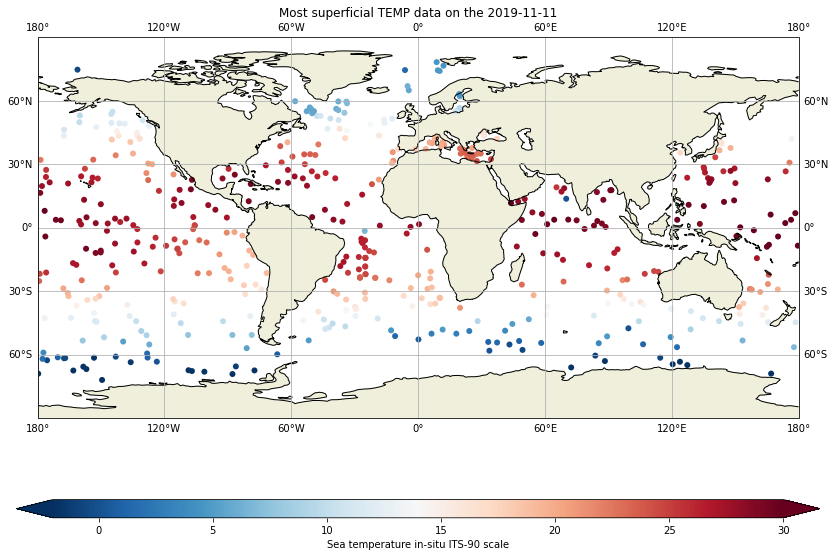 Most superficial TEMP data on the 2019-11-11
180° 120°W 60°W 0° 60°E 120°E 180°
60°N 60°N
30°N 30°N
0° 0°
30°S 30°S
60°S 60°S
180° 120°W 60°W 0° 60°E 120°E 180°
0 5 10 15 20 25 30
Sea temperature in-situ ITS-90 scale